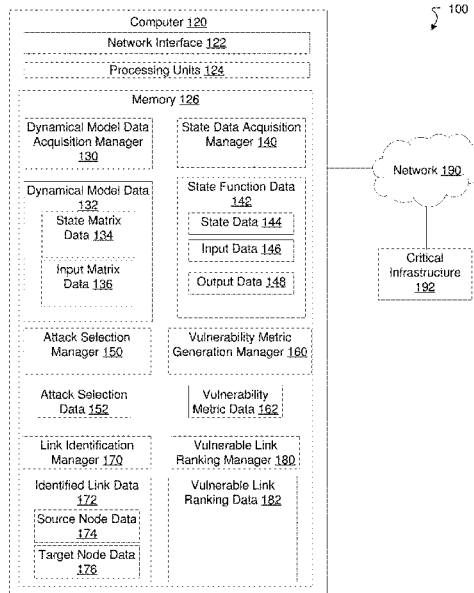 100
Computer 120
Network Interface 122
Processing Units 124
Memory 126
Dynamical Model Data
Acquisition Manager
130
State Data Acquisition
Manager 140
Dynamical Model Data
132
State Matrix
Data 134
Input Matrix
Data 136
State Function Data
142
State Data 144
Input Data 146
Output Data 148
Network 190
Critical
Infrastructure
192
Attack Selection
Manager 150
Vulnerability Metric
Generation Manager 160
Attack Selection
Data 152
Vulnerability
Metric Data 162
Link Identification
Manager 170
Vulnerable Link
Ranking Manager 180
Identified Link Data
172
Source Node Data
174
Target Node Data
176
Vulnerable Link
Ranking Data 182